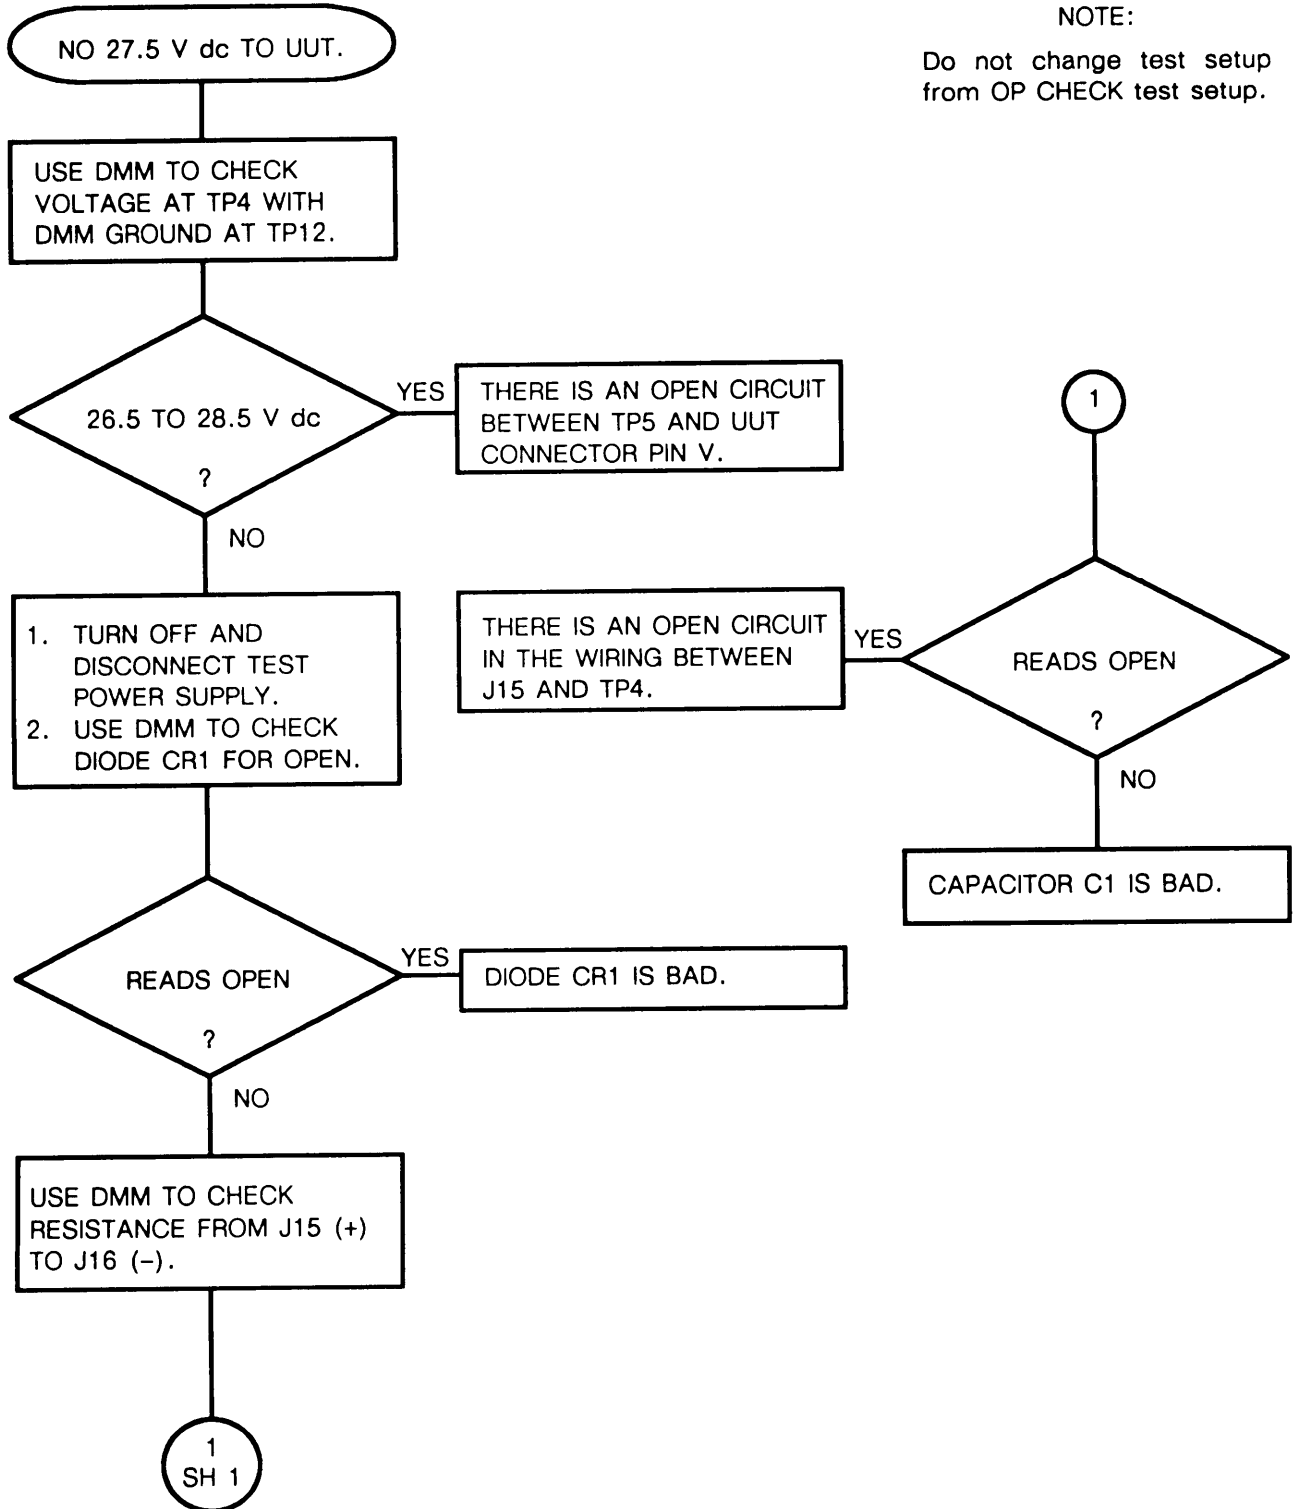 NO 27.5 V dc TO UUT.
NOTE:
Do not change test setup
from OP CHECK test setup.
USE DMM TO CHECK
VOLTAGE AT TP4 WITH
DMM GROUND AT TP12.
26.5 TO 28.5 V dc
?
YES
THERE IS AN OPEN CIRCUIT
BETWEEN TP5 AND UUT
CONNECTOR PIN V.
NO
1. TURN OFF AND
DISCONNECT TEST
POWER SUPPLY.
2. USE DMM TO CHECK
DIODE CR1 FOR OPEN.
READS OPEN
?
YES
DIODE CR1 IS BAD.
NO
USE DMM TO CHECK
RESISTANCE FROM J15 (+)
TO J16 (–).
1
SH 1
1
READS OPEN
?
YES
THERE IS AN OPEN CIRCUIT
IN THE WIRING BETWEEN
J15 AND TP4.
NO
CAPACITOR C1 IS BAD.